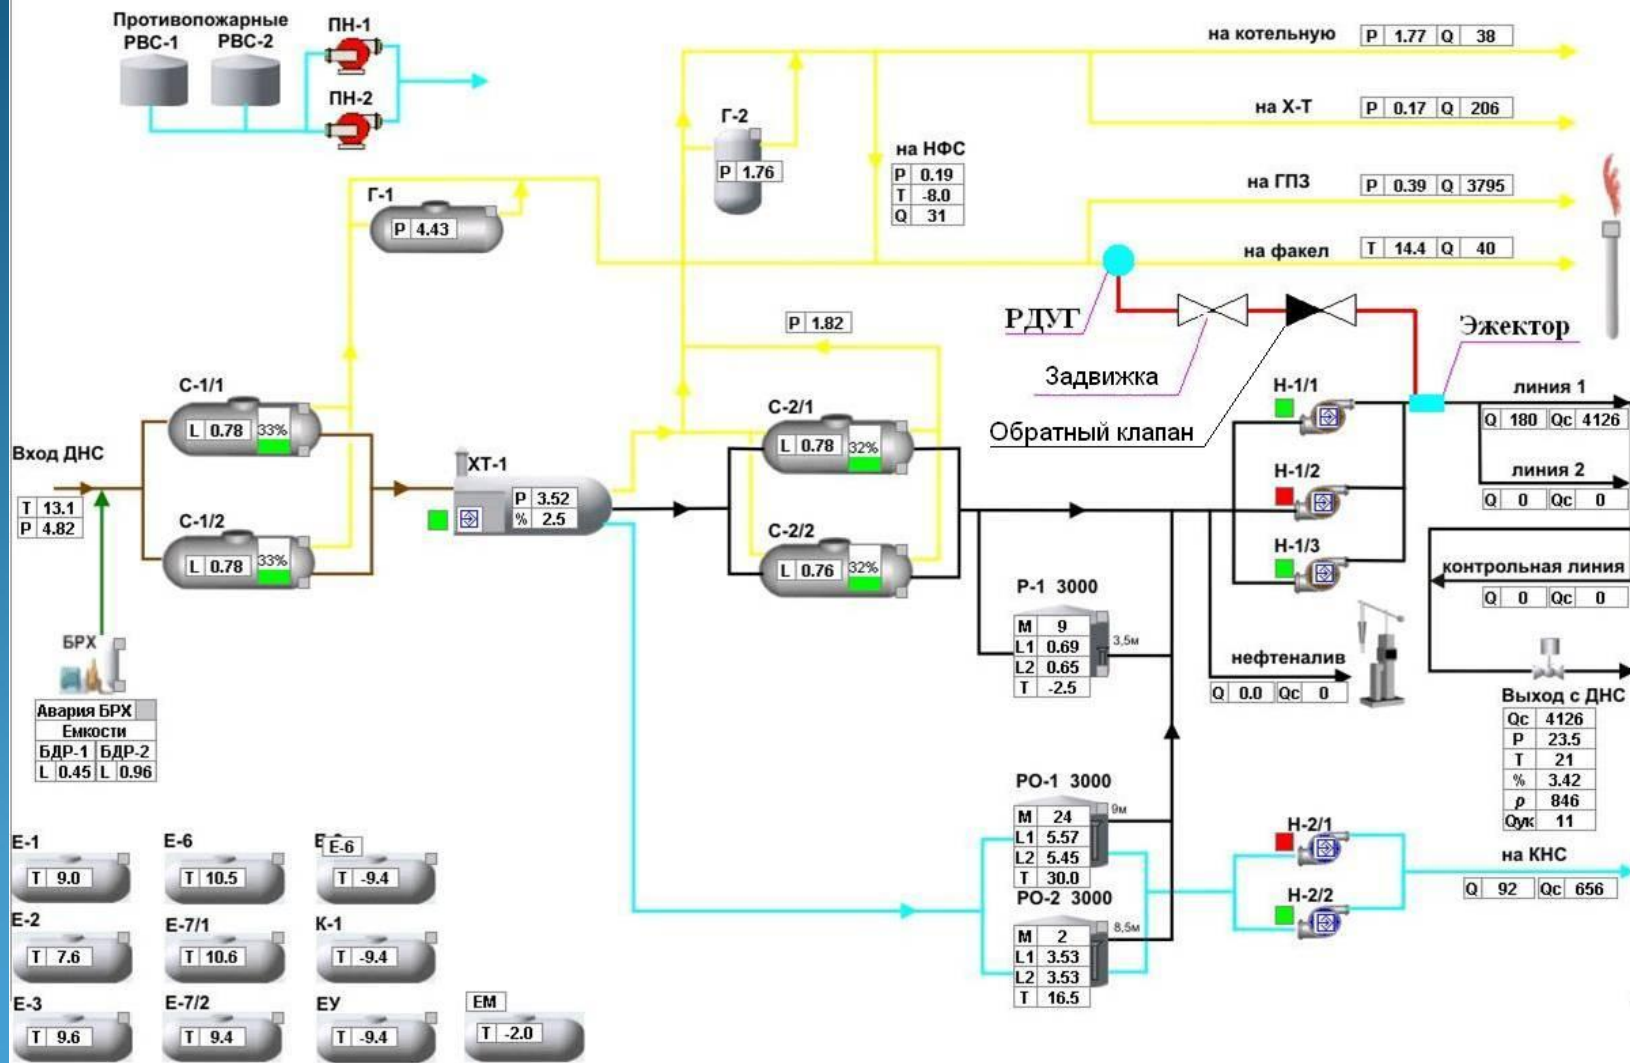 Противопожарные
РВС-1 РВС-2
ПН-1
ПН-2
на котельную P 1.77 Q 38
на Х-Т P 0.17 Q 206
на ГПЗ P 0.39 Q 3795
на факел T 14.4 Q 40
Г-2
P 1.76
на НФС
P 0.19
T -8.0
Q 31
Г-1
P 4.43
P 1.82
РДУГ
Задвижка
Обратный клапан
Эжектор
С-1/1
L 0.78 33%
Вход ДНС
T 13.1
P 4.82
С-1/2
L 0.78 33%
ХТ-1
P 3.52
% 2.5
С-2/1
L 0.78 32%
С-2/2
L 0.76 32%
Н-1/1
Н-1/2
Н-1/3
линия 1
Q 180 Qc 4126
линия 2
Q 0 Qc 0
контрольная линия
Q 0 Qc 0
Р-1 3000
M 9
L1 0.69
L2 0.65
T -2.5
3,5м
нефтеналив
Q 0.0 Qc 0
Выход с ДНС
Qc 4126
P 23.5
T 21
% 3.42
ρ 846
Qук 11
БРХ
Авария БРХ
Емкости
БДР-1 БДР-2
L 0.45 L 0.96
РО-1 3000
M 24
L1 5.57
L2 5.45
T 30.0
9м
РО-2 3000
M 2
L1 3.53
L2 3.53
T 16.5
8,5м
Н-2/1
Н-2/2
на КНС
Q 92 Qc 656
Е-1
T 9.0
Е-6
T 10.5
Е-6
T -9.4
Е-2
T 7.6
Е-7/1
T 10.6
К-1
T -9.4
Е-3
T 9.6
Е-7/2
T 9.4
ЕУ
T -9.4
ЕМ
T -2.0